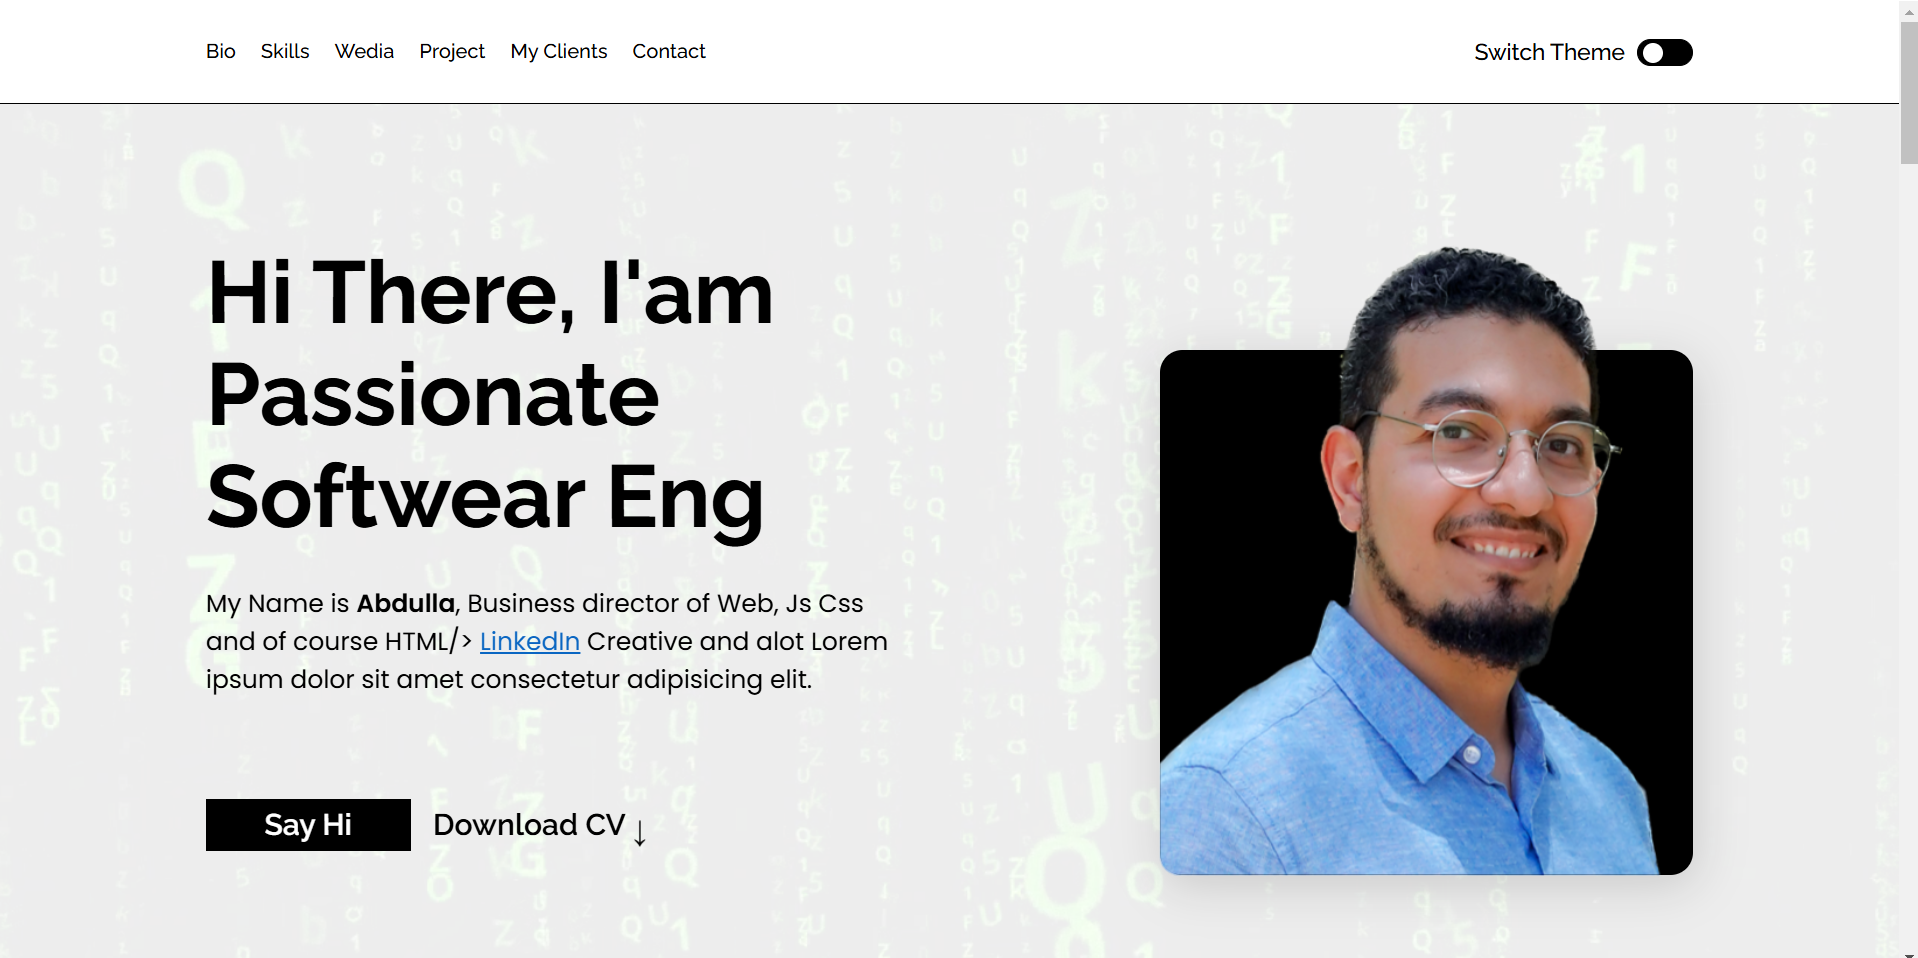 Bio Skills Wedia Project My Clients Contact Switch Theme
Hi There, I'am
Passionate
Softwear Eng
My Name is Abdulla, Business director of Web, Js Css
and of course HTML/> LinkedIn Creative and alot Lorem
ipsum dolor sit amet consectetur adipisicing elit.
Say Hi Download CV ↓